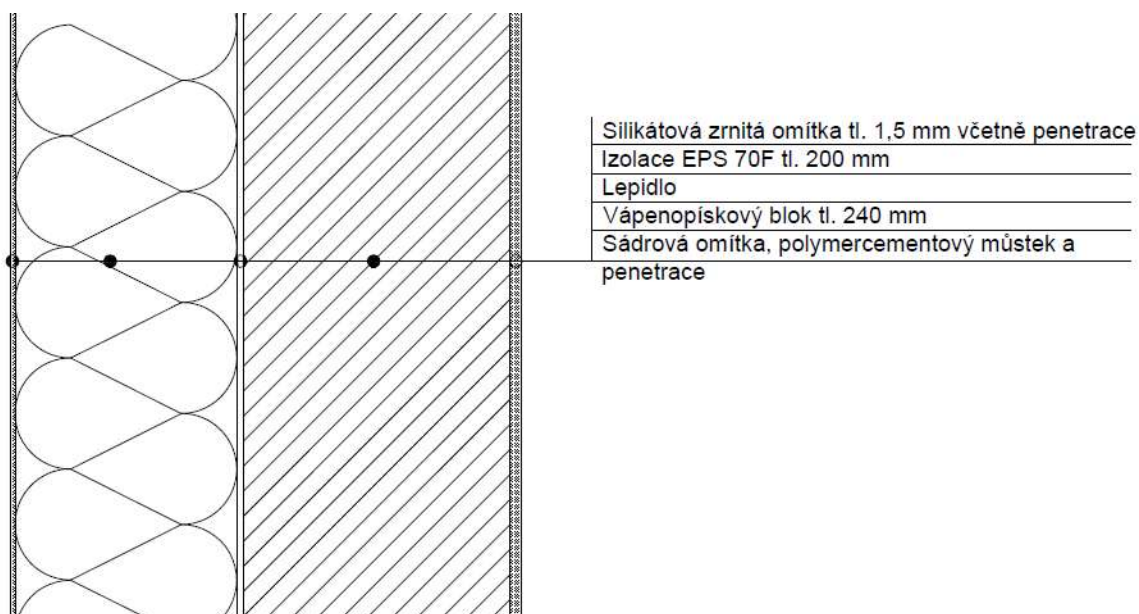 Silikátová zrnitá omítka tl. 1,5 mm včetně penetrace
Izolace EPS 70F tl. 200 mm
Lepidlo
Vápenopískový blok tl. 240 mm
Sádrová omítka, polymercementový můstek a
penetrace